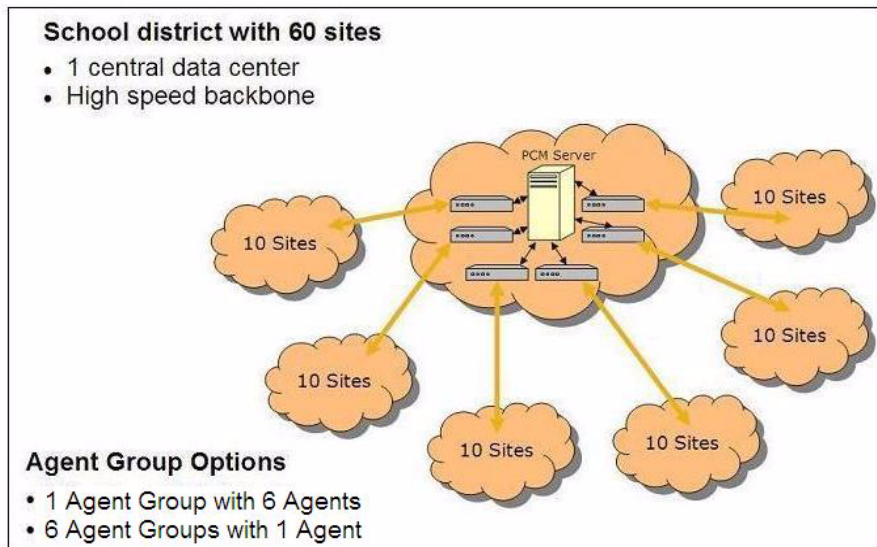 School district with 60 sites
• 1 central data center
• High speed backbone
PCM Server
10 Sites
10 Sites
10 Sites
10 Sites
10 Sites
10 Sites
Agent Group Options
• 1 Agent Group with 6 Agents
• 6 Agent Groups with 1 Agent